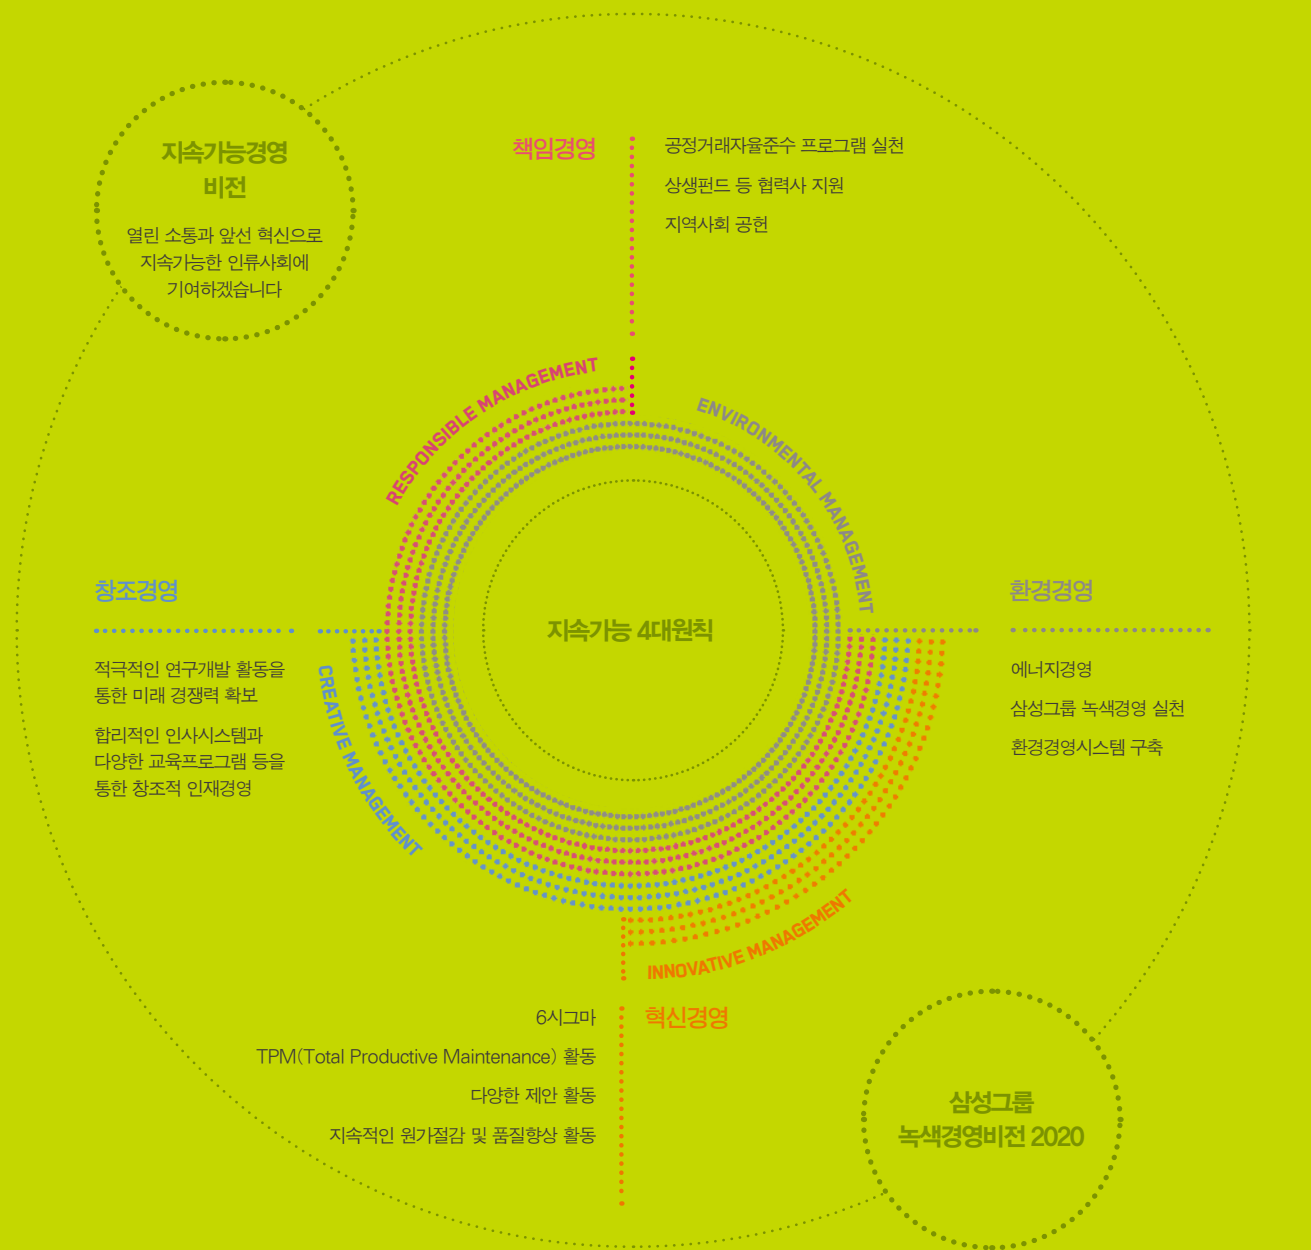 지속가능경영
비전
열린 소통과 앞선 혁신으로
지속가능한 인류사회에
기여하겠습니다
책임경영
공정거래자율준수 프로그램 실천
상생펀드 등 협력사 지원
지역사회 공헌
RESPONSIBLE MANAGEMENT
ENVIRONMENTAL MANAGEMENT
창조경영
적극적인 연구개발 활동을
통한 미래 경쟁력 확보
합리적인 인사시스템과
다양한 교육프로그램 등을
통한 창조적 인재경영
지속가능 4대원칙
환경경영
에너지경영
삼성그룹 녹색경영 실천
환경경영시스템 구축
CREATIVE MANAGEMENT
INNOVATIVE MANAGEMENT
혁신경영
6시그마
TPM(Total Productive Maintenance) 활동
다양한 제안 활동
지속적인 원가절감 및 품질향상 활동
삼성그룹
녹색경영비전 2020